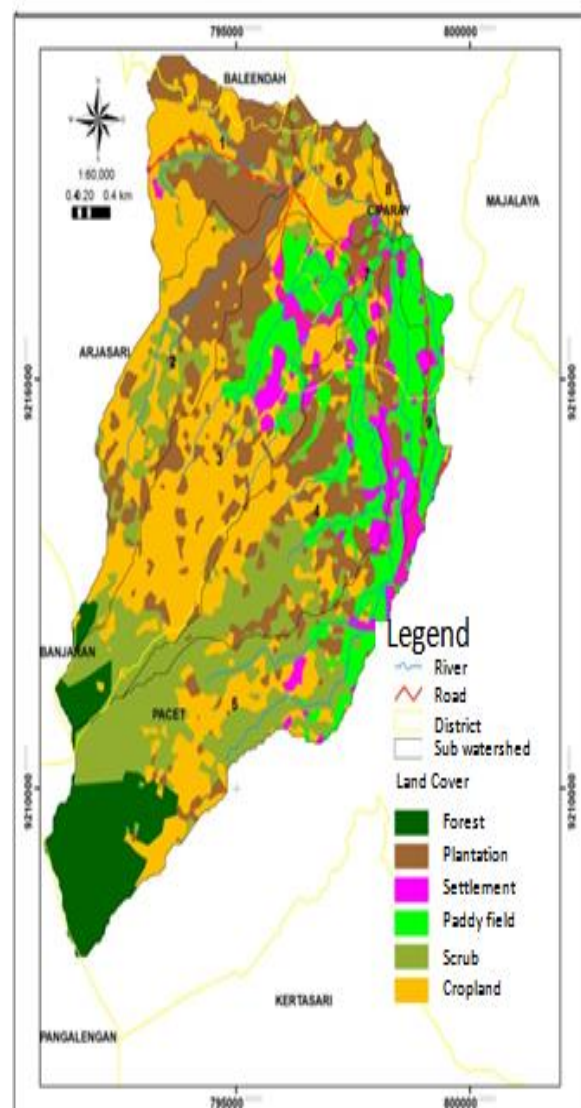 795000 800000
BALEENDAH
1:60,000
0.40.20 0.4 km
1
6
8
CIPARAY
MAJALAYA
7
ARJASARI
2
9216000 9216000
9
3
4
Legend
BANJARAN
River
Road
PACET
5
District
Sub watershed
Land Cover
9210000 9210000
Forest
Plantation
Settlement
Paddy field
Scrub
Cropland
KERTASARI
PANGALENGAN
795000 800000